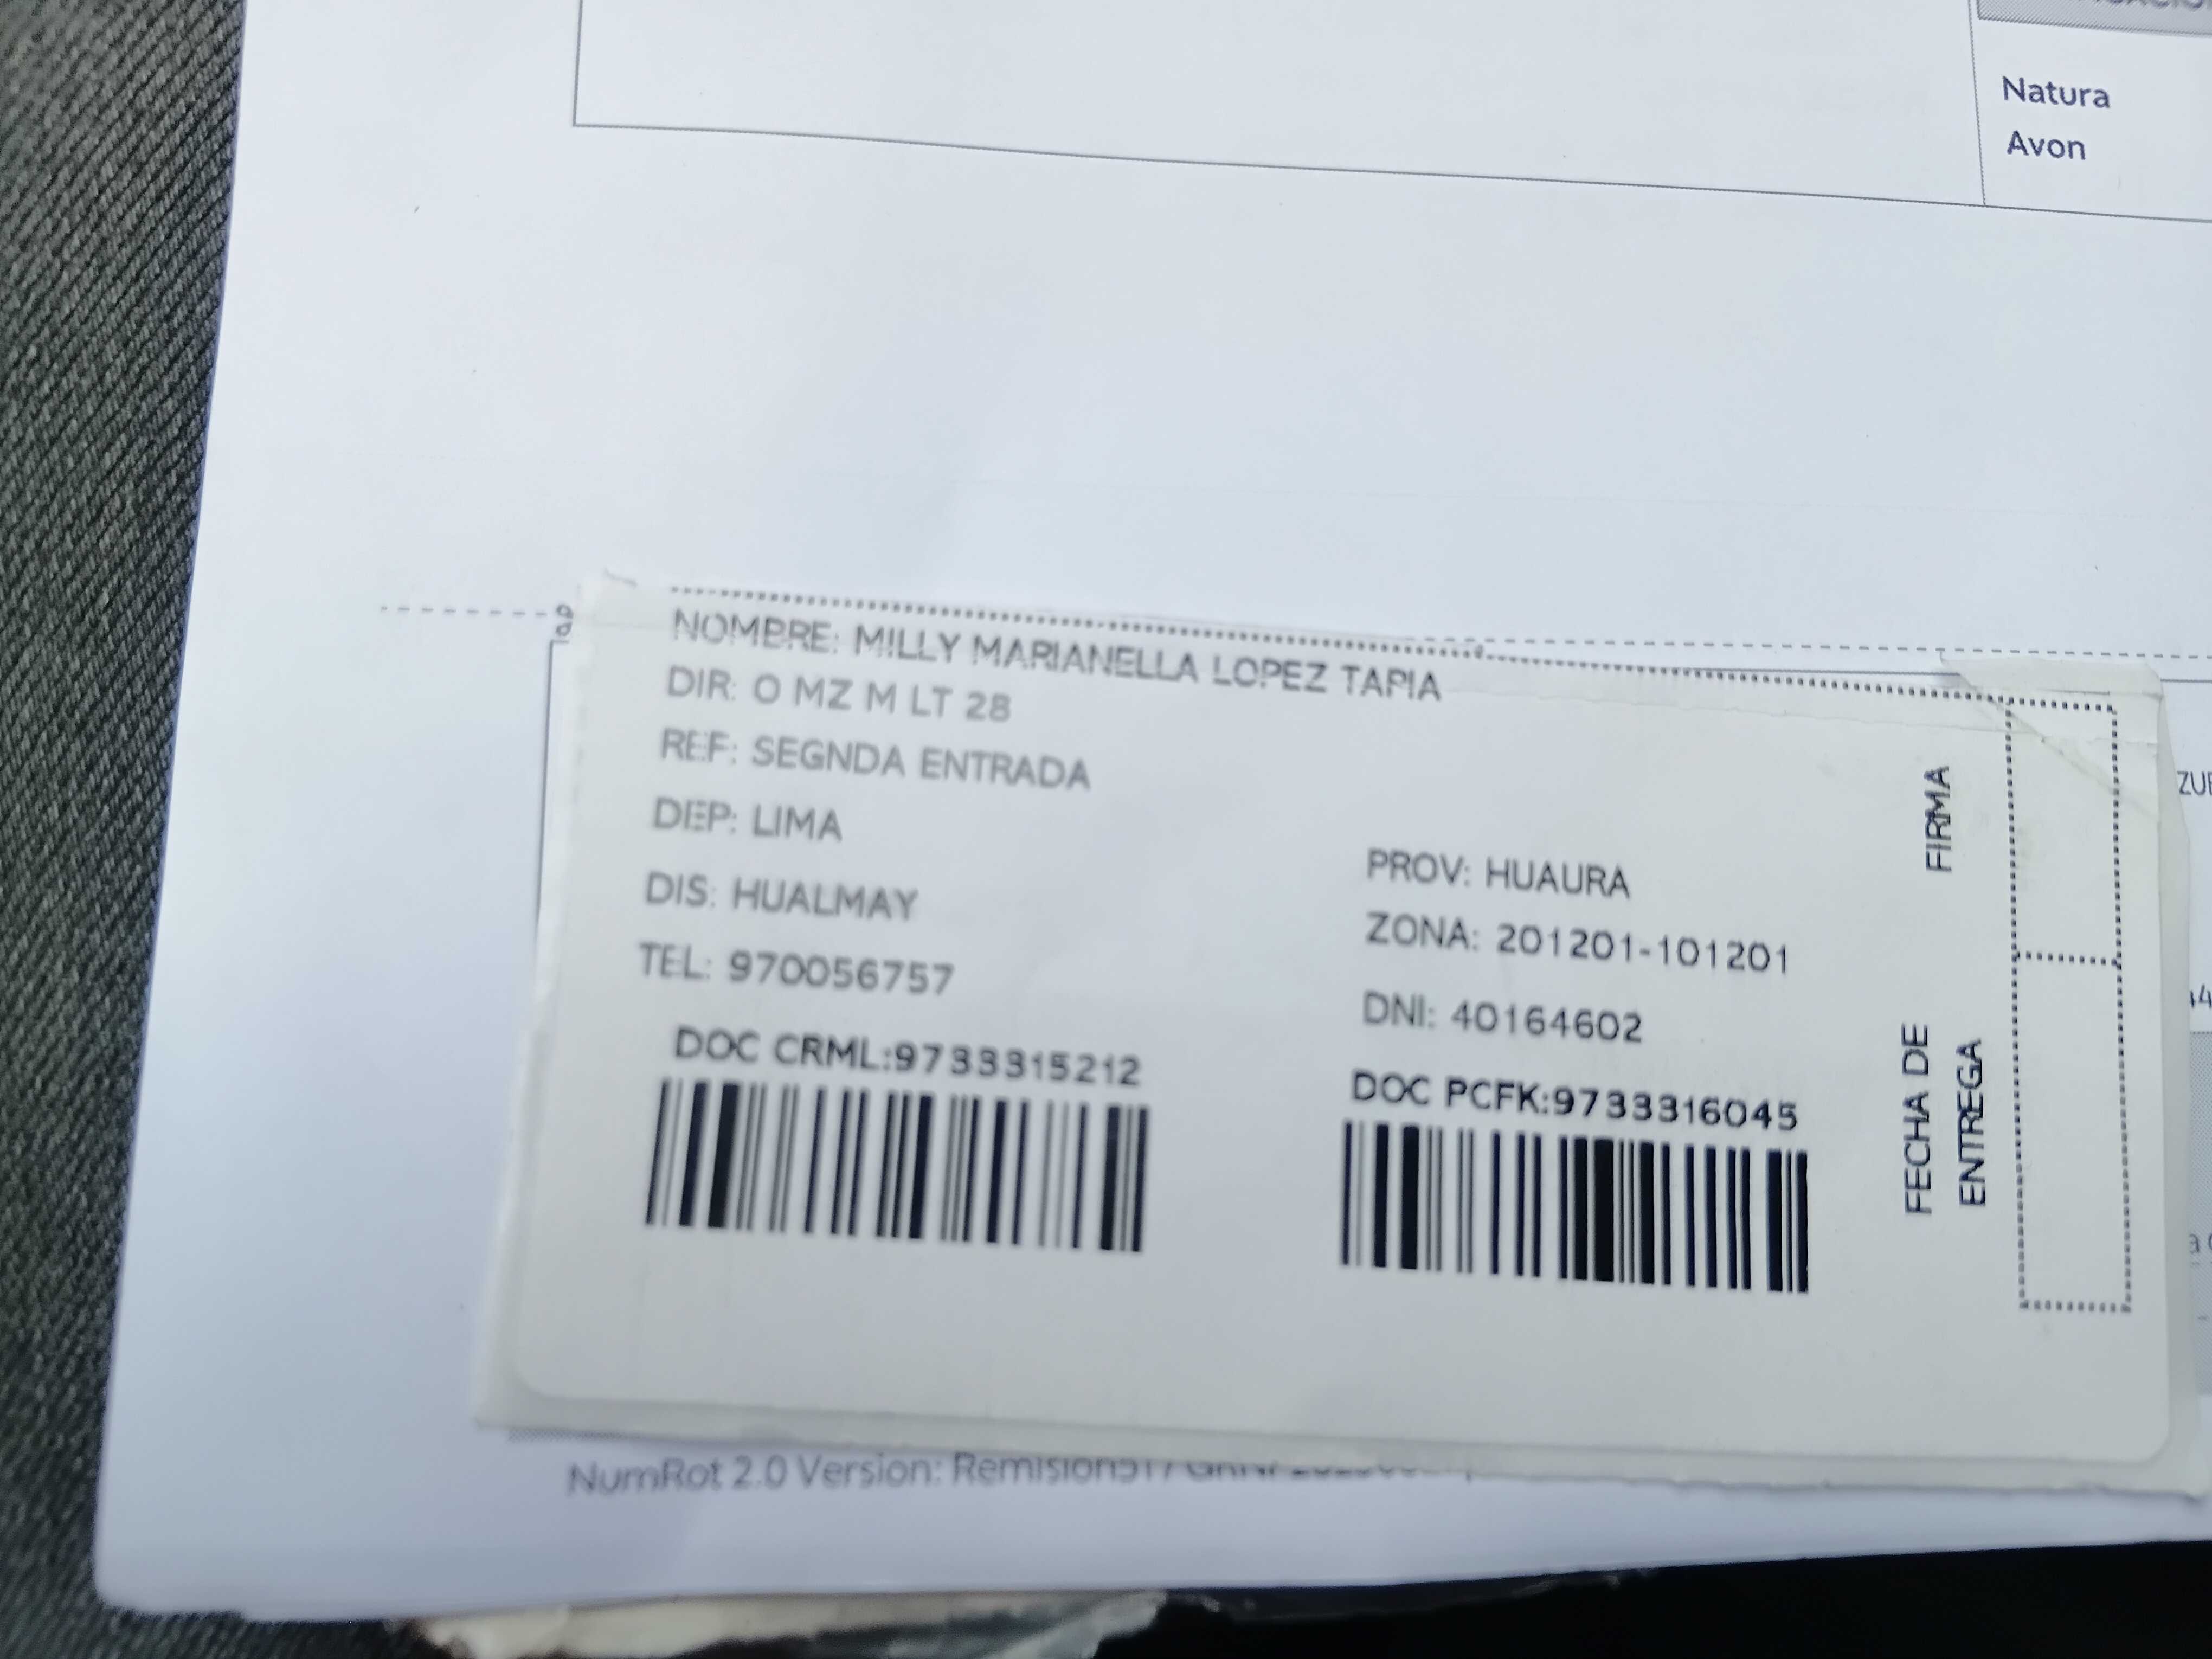 Natura
Avon
NOMBRE: MILLY MARIANELLA LOPEZ TAPIA
DIR: O MZ M LT 28
REF: SEGNDA ENTRADA
DEP: LIMA
PROV: HUAURA
DIS: HUALMAY
ZONA: 201201-101201
TEL: 970056757
DNI: 40164602
DOC CRML:9733315212
DOC PCFK:9733316045
FIRMA
FECHA DE
ENTREGA
NumRot 2.0 Version: